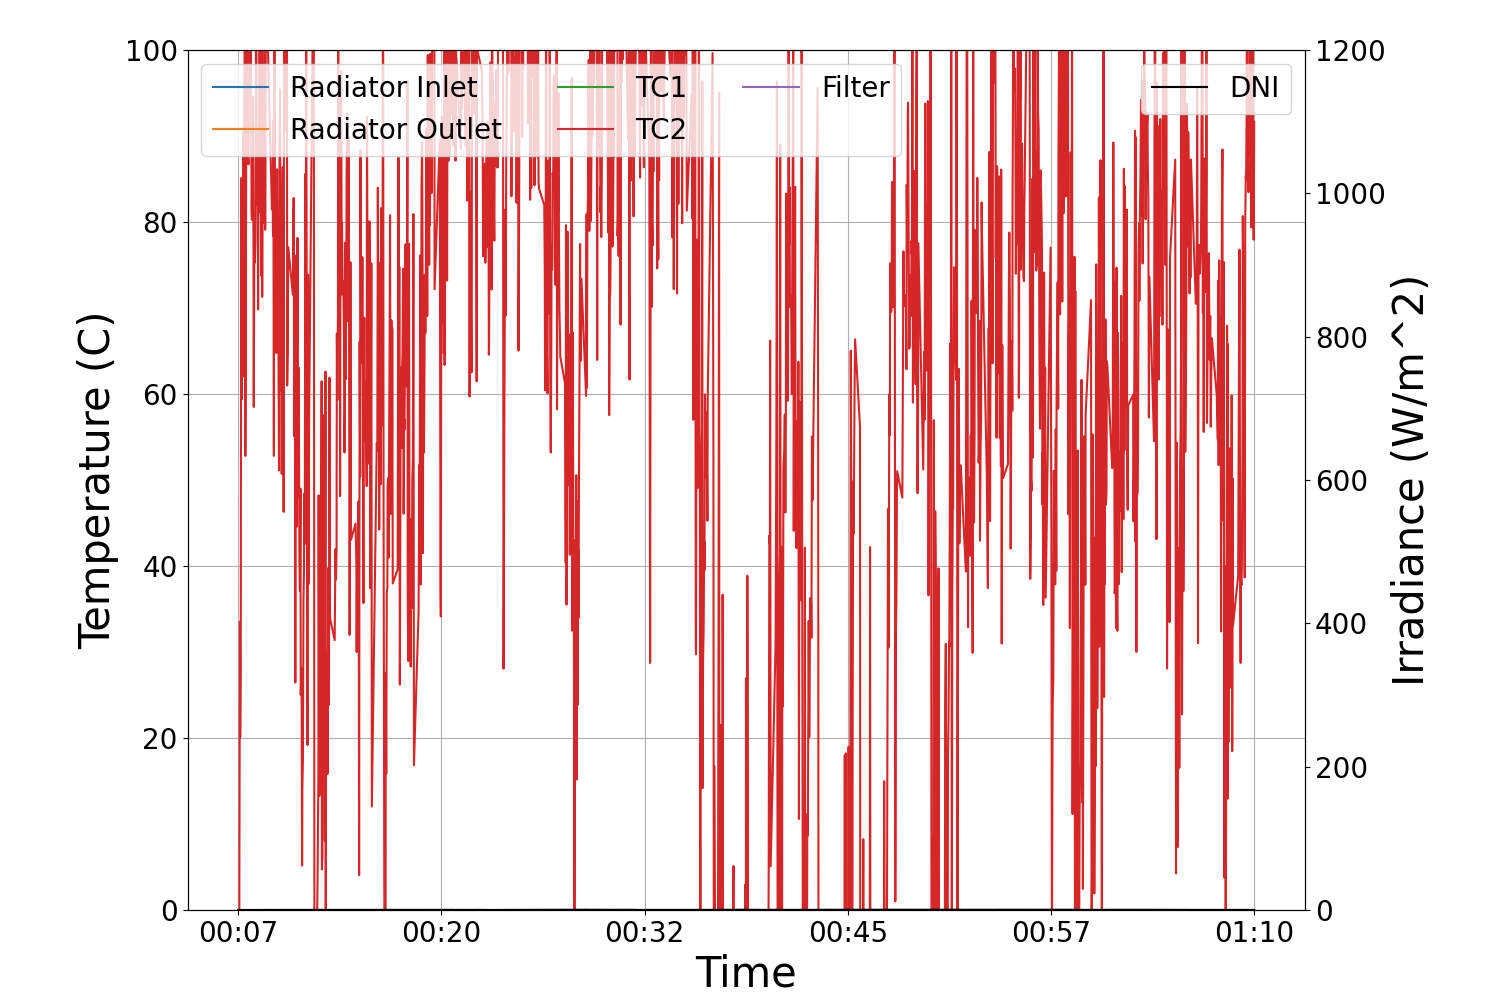 100
80
60
40
20
0
Temperature (C)
Radiator Inlet
Radiator Outlet
TC1
TC2
Filter
DNI
1200
1000
800
600
400
200
0
Irradiance (W/m^2)
00:07
00:20
00:32
00:45
00:57
01:10
Time